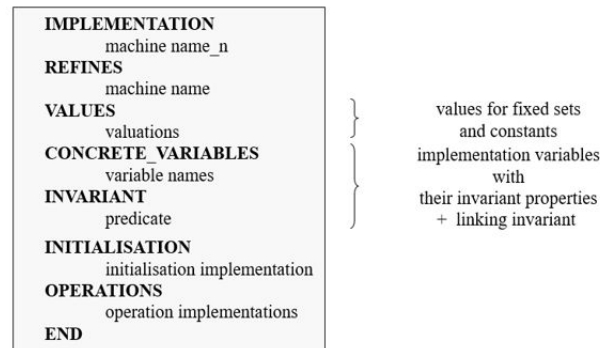 IMPLEMENTATION
machine name_n
REFINES
machine name
VALUES
valuations
CONCRETE_VARIABLES
variable names
INVARIANT
predicate
INITIALISATION
initialisation implementation
OPERATIONS
operation implementations
END
values for fixed sets
and constants
implementation variables
with
their invariant properties
+ linking invariant